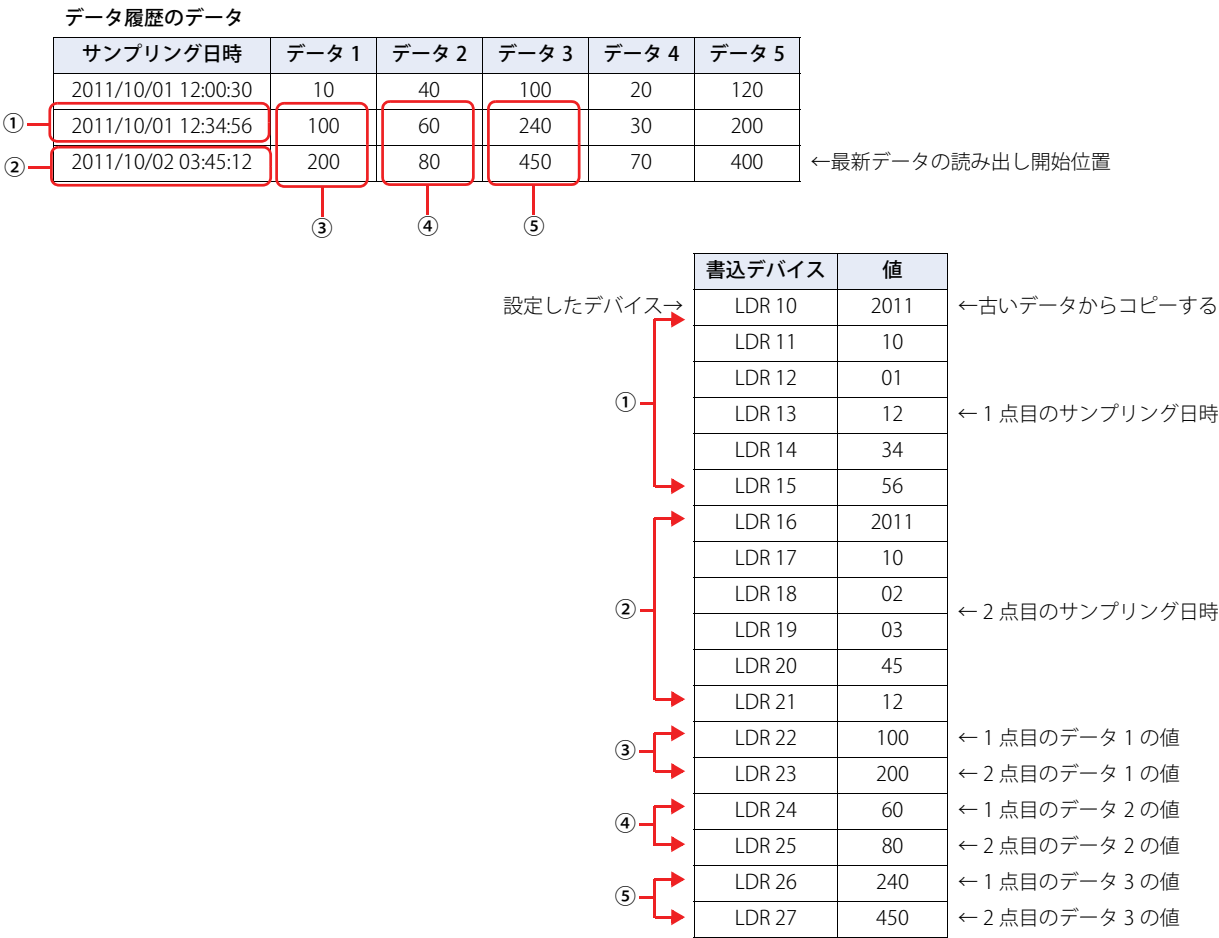 データ履歴のデータ
サンプリング日時 データ 1 データ 2 データ 3 データ 4 データ 5
2011/10/01 12:00:30 10 40 100 20 120
① 2011/10/01 12:34:56 100 60 240 30 200
② 2011/10/02 03:45:12 200 80 450 70 400 ←最新データの読み出し開始位置
③ ④ ⑤
書込デバイス 値
設定したデバイス→ LDR 10 2011 ←古いデータからコピーする
LDR 11 10
LDR 12 01
① LDR 13 12 ← 1 点目のサンプリング日時
LDR 14 34
LDR 15 56
LDR 16 2011
LDR 17 10
② LDR 18 02 ← 2 点目のサンプリング日時
LDR 19 03
LDR 20 45
LDR 21 12
③ LDR 22 100 ← 1 点目のデータ 1 の値
LDR 23 200 ← 2 点目のデータ 1 の値
④ LDR 24 60 ← 1 点目のデータ 2 の値
LDR 25 80 ← 2 点目のデータ 2 の値
⑤ LDR 26 240 ← 1 点目のデータ 3 の値
LDR 27 450 ← 2 点目のデータ 3 の値